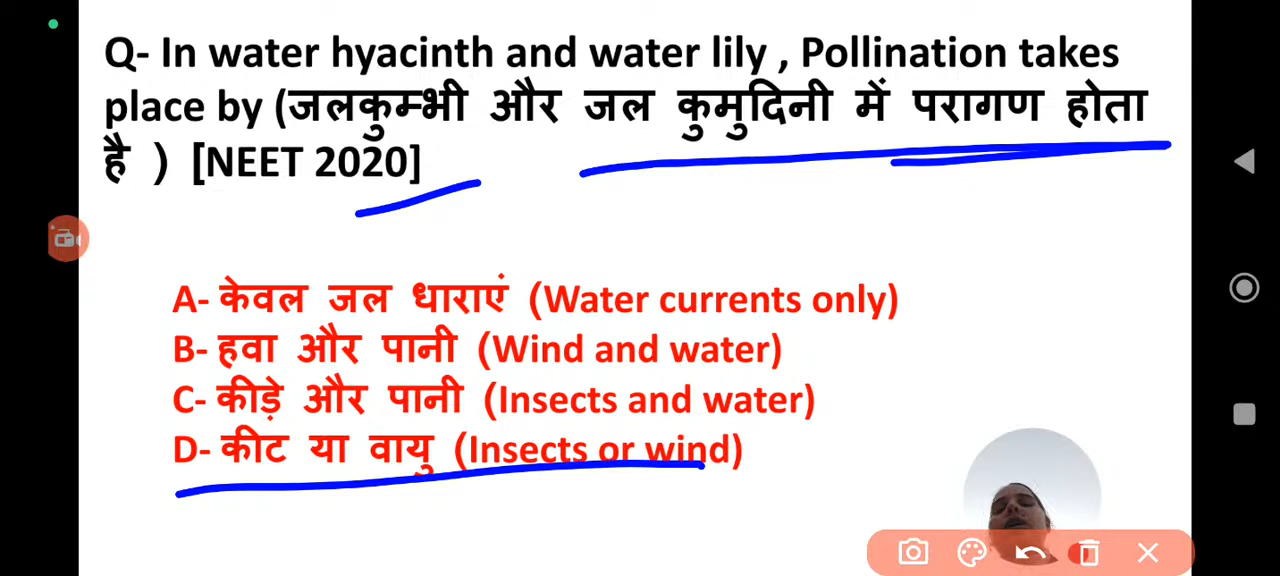 Q- In water hyacinth and water lily , Pollination takes
place by (जलकुम्भी और जल कुमुदिनी में परागण होता
है ) [NEET 2020]
A- केवल जल धाराएं (Water currents only)
B- हवा और पानी (Wind and water)
C- कीड़े और पानी (Insects and water)
D- कीट या वायु (Insects or wind)